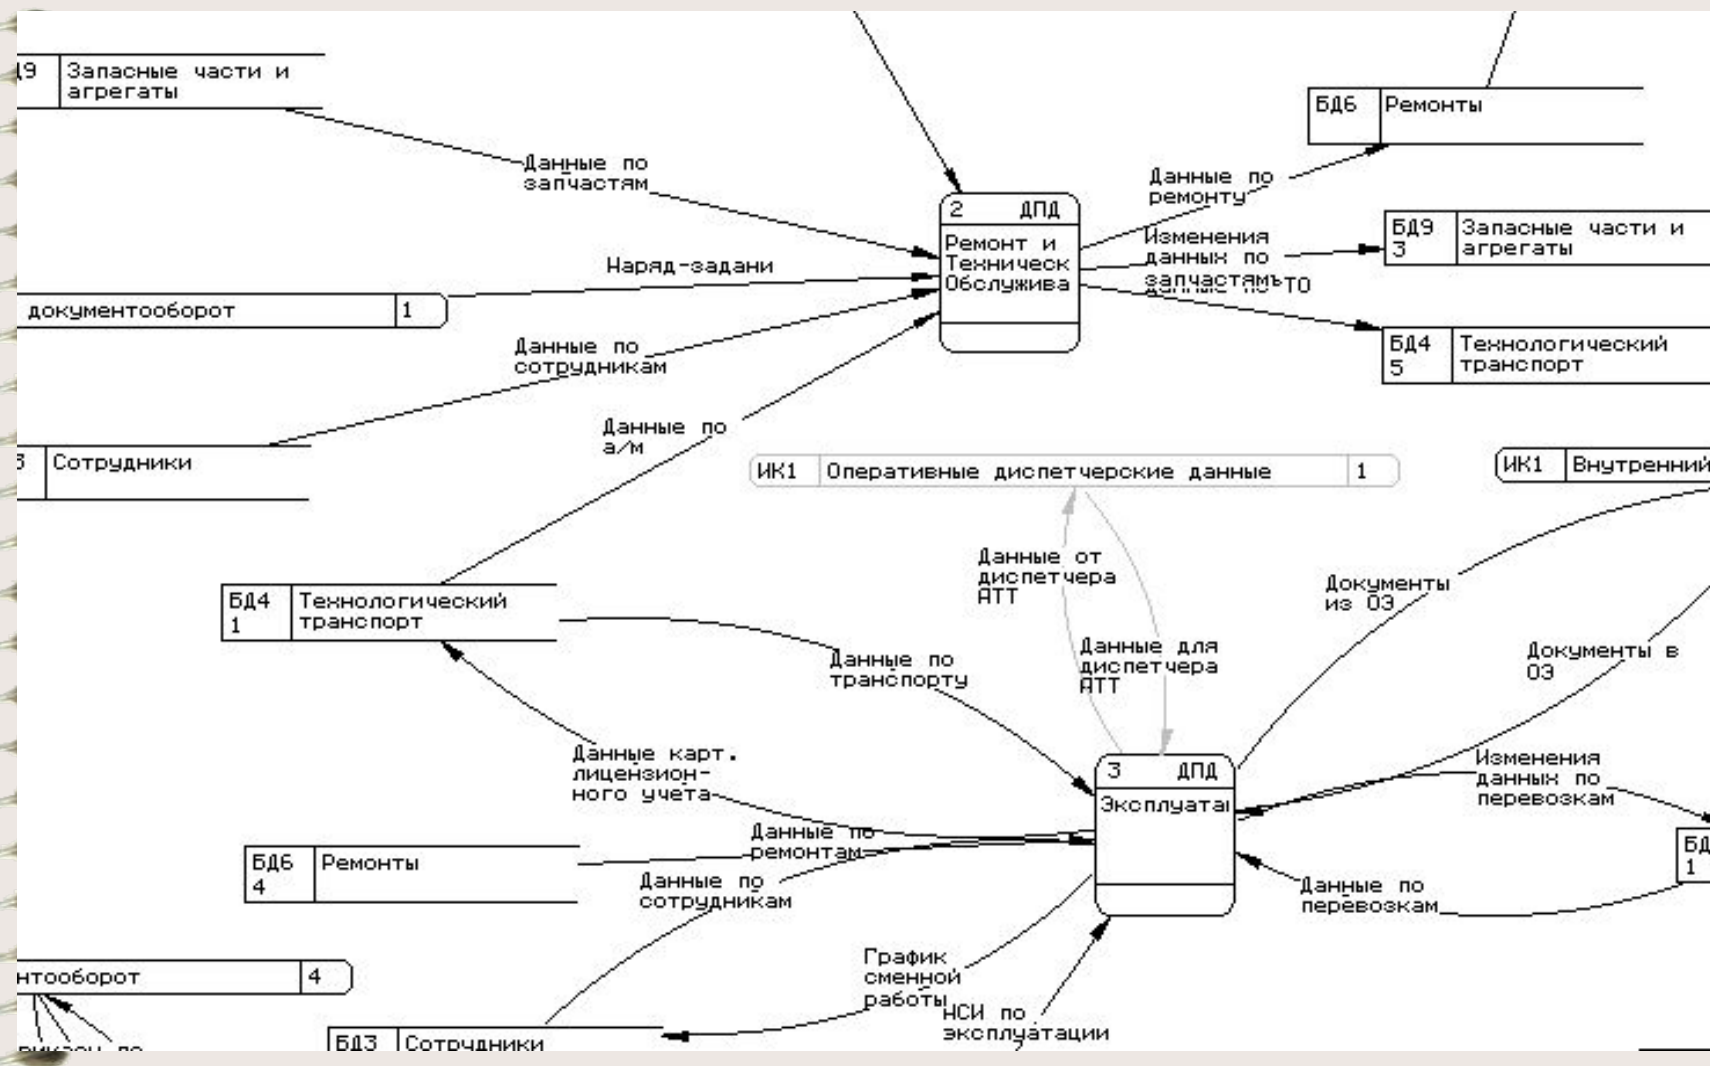 Д9 Запасные части и
агрегаты
БД6 Ремонты
Данные по
запчастям
Данные по
ремонту
2 ДПД
Ремонт и
Техническ
Обслужива
БД9
3
Запасные части и
агрегаты
Изменения
данных по
запчастям
ТО
Наряд-задани
документооборот 1
БД4
5
Технологический
транспорт
Данные по
сотрудникам
Данные по
а/м
Сотрудники
ИК1 Оперативные диспетчерские данные 1
ИК1 Внутренний
Данные от
диспетчера
АТТ
Документы
из ОЗ
БД4
1
Технологический
транспорт
Данные по
транспорту
Данные для
диспетчера
АТТ
Документы в
ОЗ
Данные карт.
лицензион-
ного учета
3 ДПД
Эксплуатац
Изменения
данных по
перевозкам
Данные по
ремонтам
БД6
4
Ремонты
БД
1
Данные по
сотрудникам
Данные по
перевозкам
График
сменной
работы
нтооборот 4
НСИ по
эксплуатации
БД3 Сотрудники